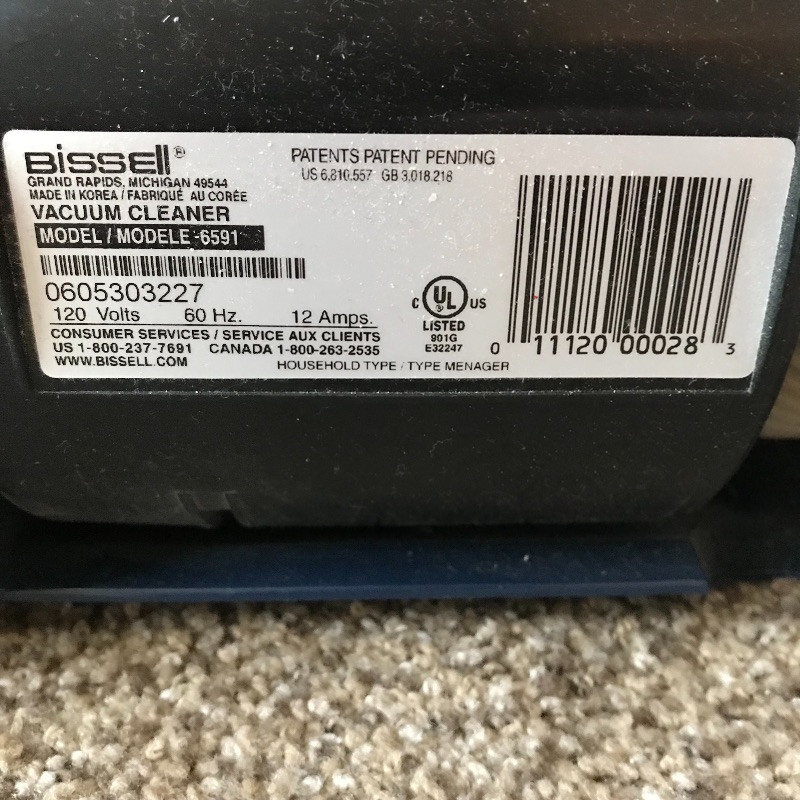 BISSELL®
GRAND RAPIDS, MICHIGAN 49544
MADE IN KOREA / FABRIQUÉ AU CORÉE
VACUUM CLEANER
MODEL / MODELE 6591
0605303227
120 Volts 60 Hz. 12 Amps.
CONSUMER SERVICES / SERVICE AUX CLIENTS
US 1-800-237-7691 CANADA 1-800-263-2535
WWW.BISSELL.COM
HOUSEHOLD TYPE / TYPE MENAGER
PATENTS PATENT PENDING
US 6,810,557 GB 3,018,218
C UL US
LISTED
901G
E32247
0 11120 00028 3